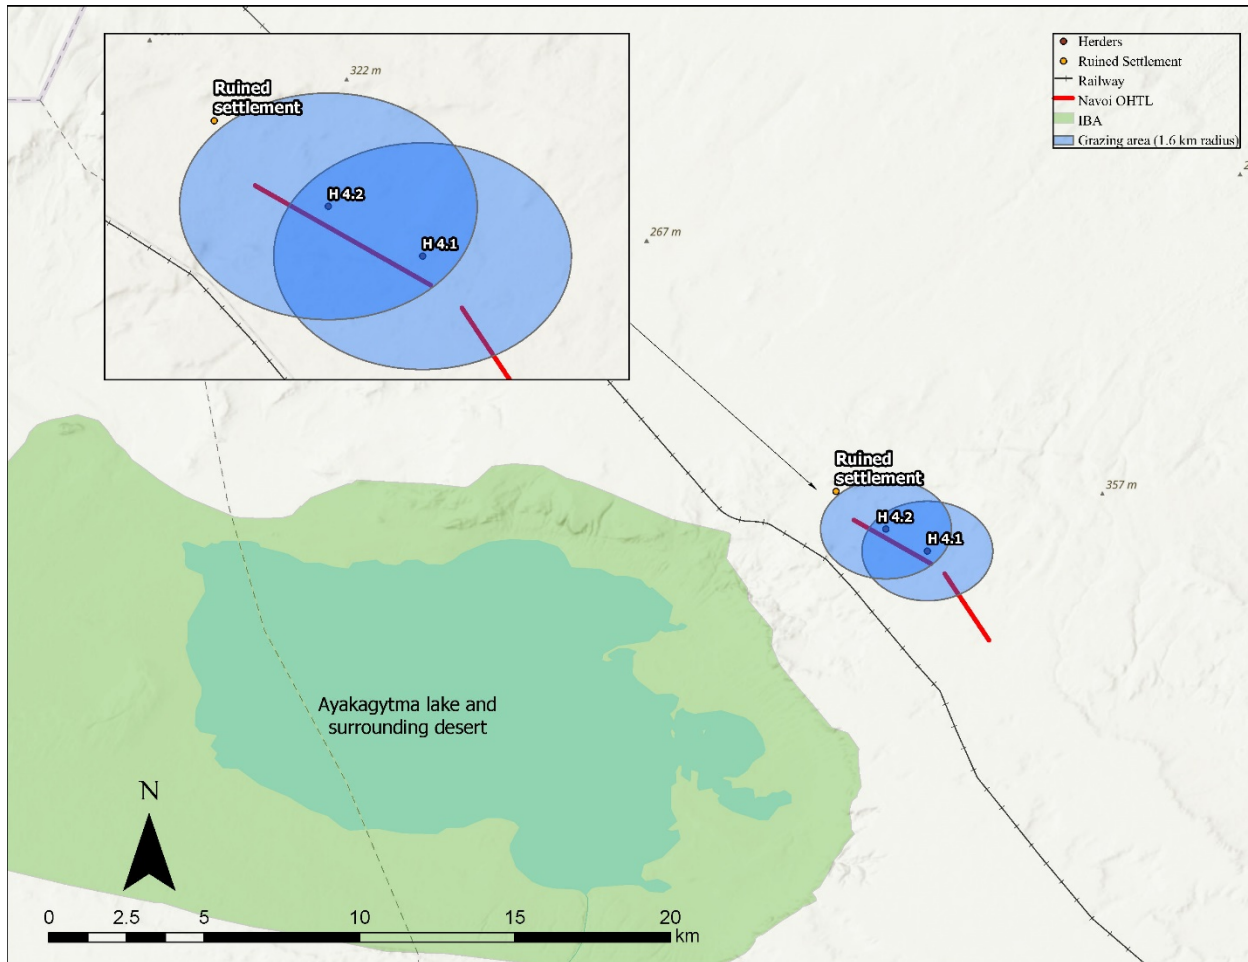 Ruined
settlement
322 m
H 4.2
H 4.1
Herders
Ruined Settlement
Railway
Navoi OHTL
IBA
Grazing area (1.6 km radius)
267 m
Ruined
settlement
H 4.2
H 4.1
357 m
Ayakagytma lake and
surrounding desert
N
0 2.5 5 10 15 20
km